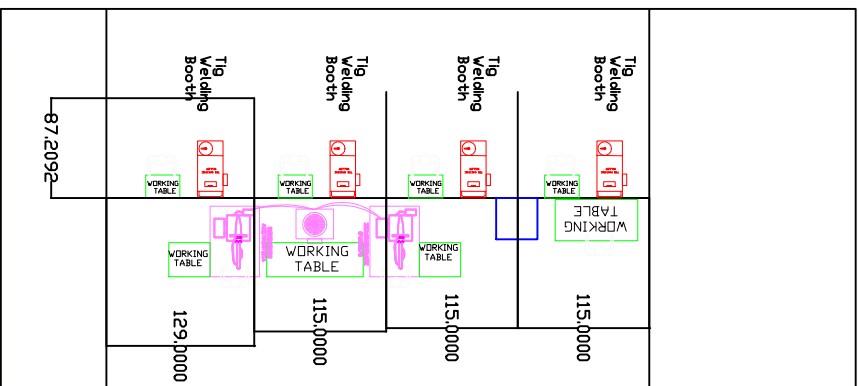 Tig
Welding
Booth
Tig
Welding
Booth
Tig
Welding
Booth
Tig
Welding
Booth
87.2092
WORKING
TABLE
WORKING
TABLE
WORKING
TABLE
WORKING
TABLE
WORKING
TABLE
WORKING
TABLE
WORKING
TABLE
WORKING
TABLE
129.0000
115.0000
115.0000
115.0000